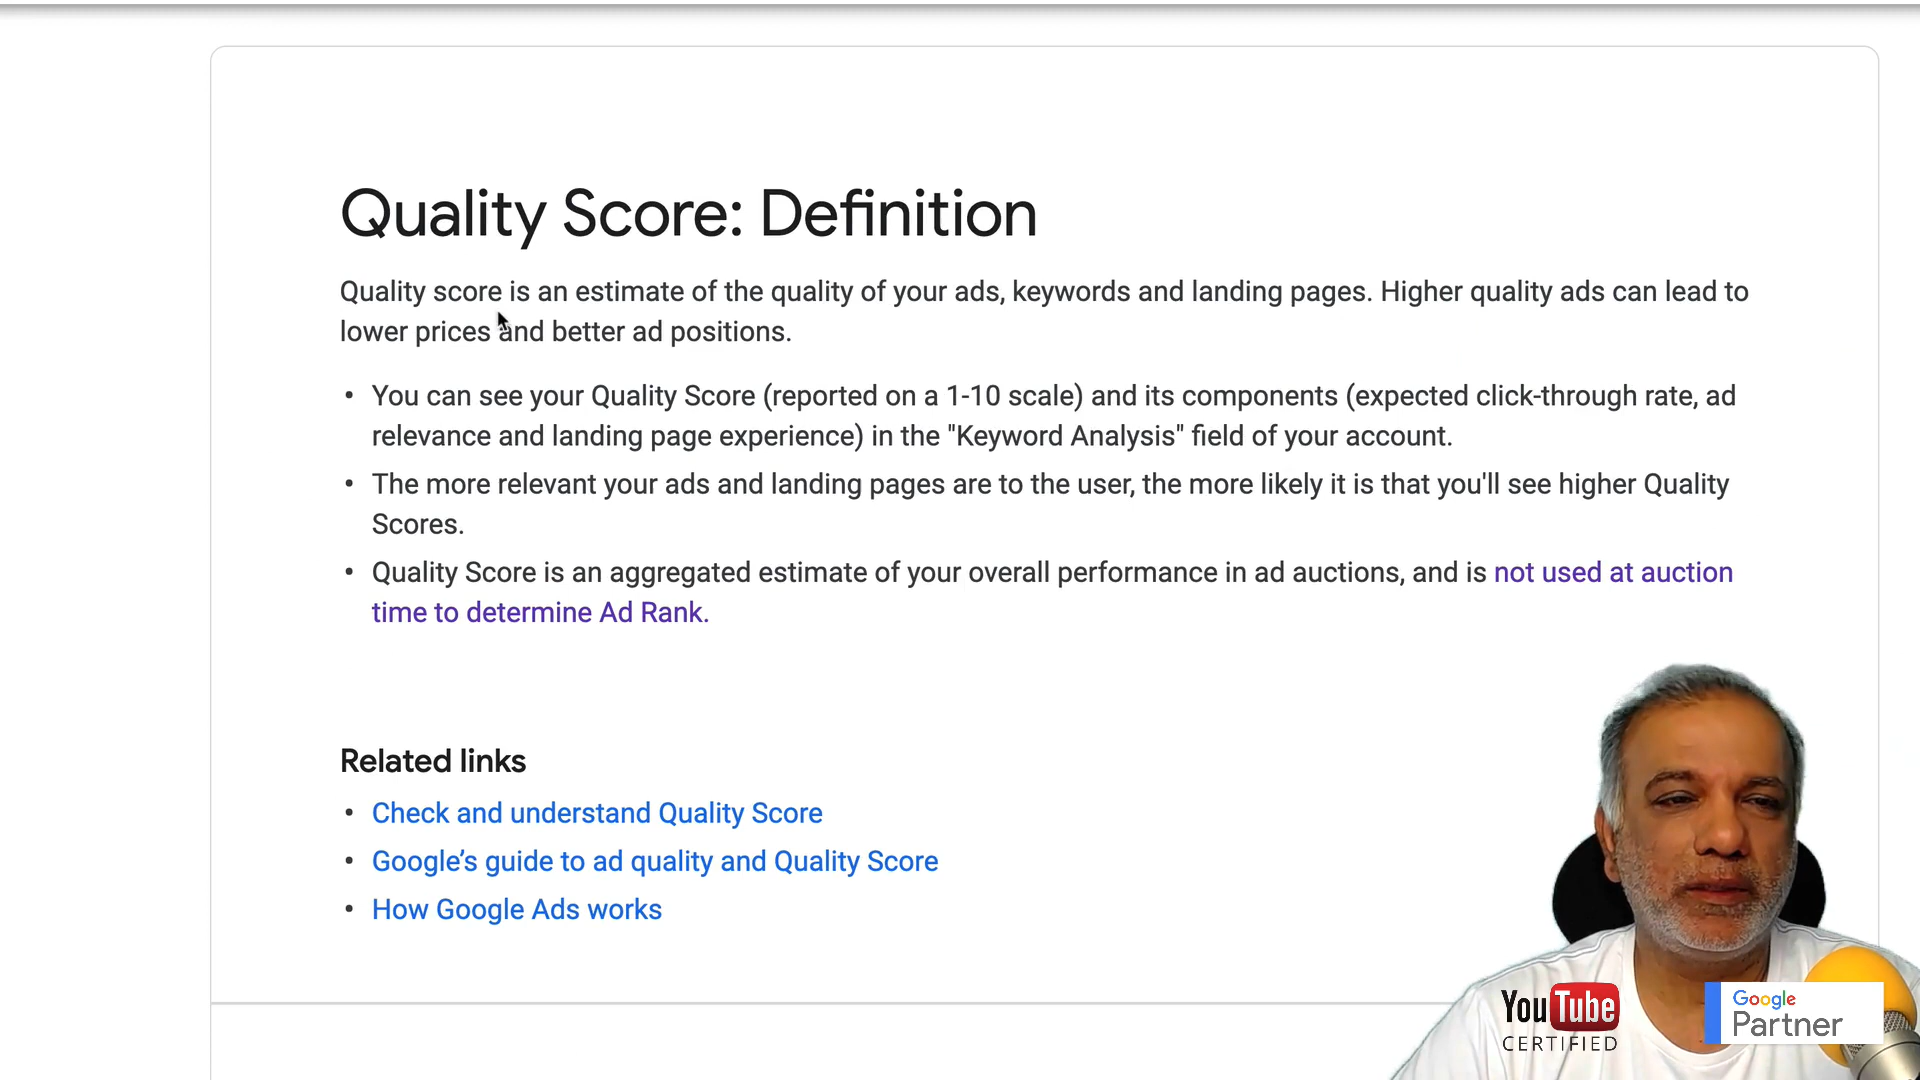 Quality Score: Definition
Quality score is an estimate of the quality of your ads, keywords and landing pages. Higher quality ads can lead to
lower prices and better ad positions.
• You can see your Quality Score (reported on a 1-10 scale) and its components (expected click-through rate, ad
relevance and landing page experience) in the "Keyword Analysis" field of your account.
• The more relevant your ads and landing pages are to the user, the more likely it is that you'll see higher Quality
Scores.
• Quality Score is an aggregated estimate of your overall performance in ad auctions, and is not used at auction
time to determine Ad Rank.
Related links
• Check and understand Quality Score
• Google’s guide to ad quality and Quality Score
• How Google Ads works
YouTube
CERTIFIED
Google
Partner